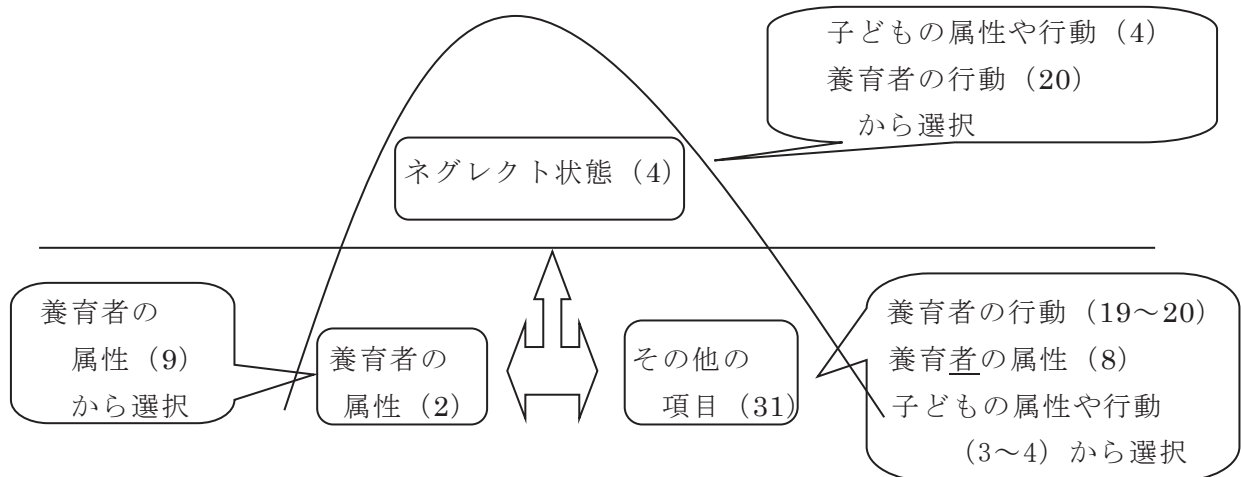 子どもの属性や行動（4）
養育者の行動（20）
から選択
ネグレクト状態（4）
養育者の
属性（9）
から選択
養育者の
属性（2）
その他の
項目（31）
養育者の行動（19～20）
養育者の属性（8）
子どもの属性や行動
（3～4）から選択